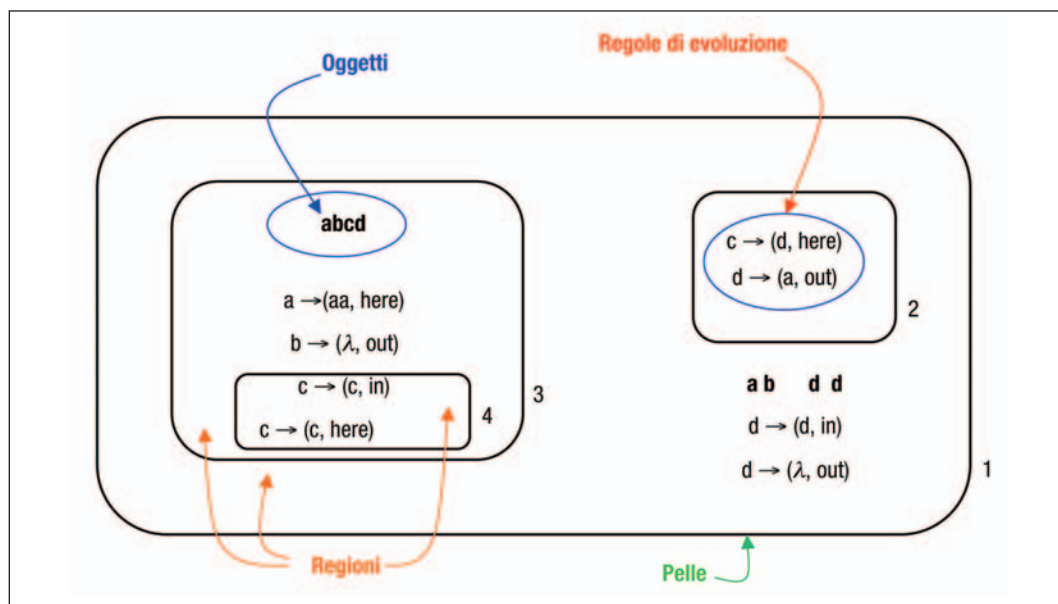 Regole di evoluzione
Oggetti
abcd
a →(aa, here)
b → (λ, out)
c → (c, in)
c → (c, here)
4
3
c → (d, here)
d → (a, out)
2
a b d d
d → (d, in)
d → (λ, out)
1
Regioni
Pelle